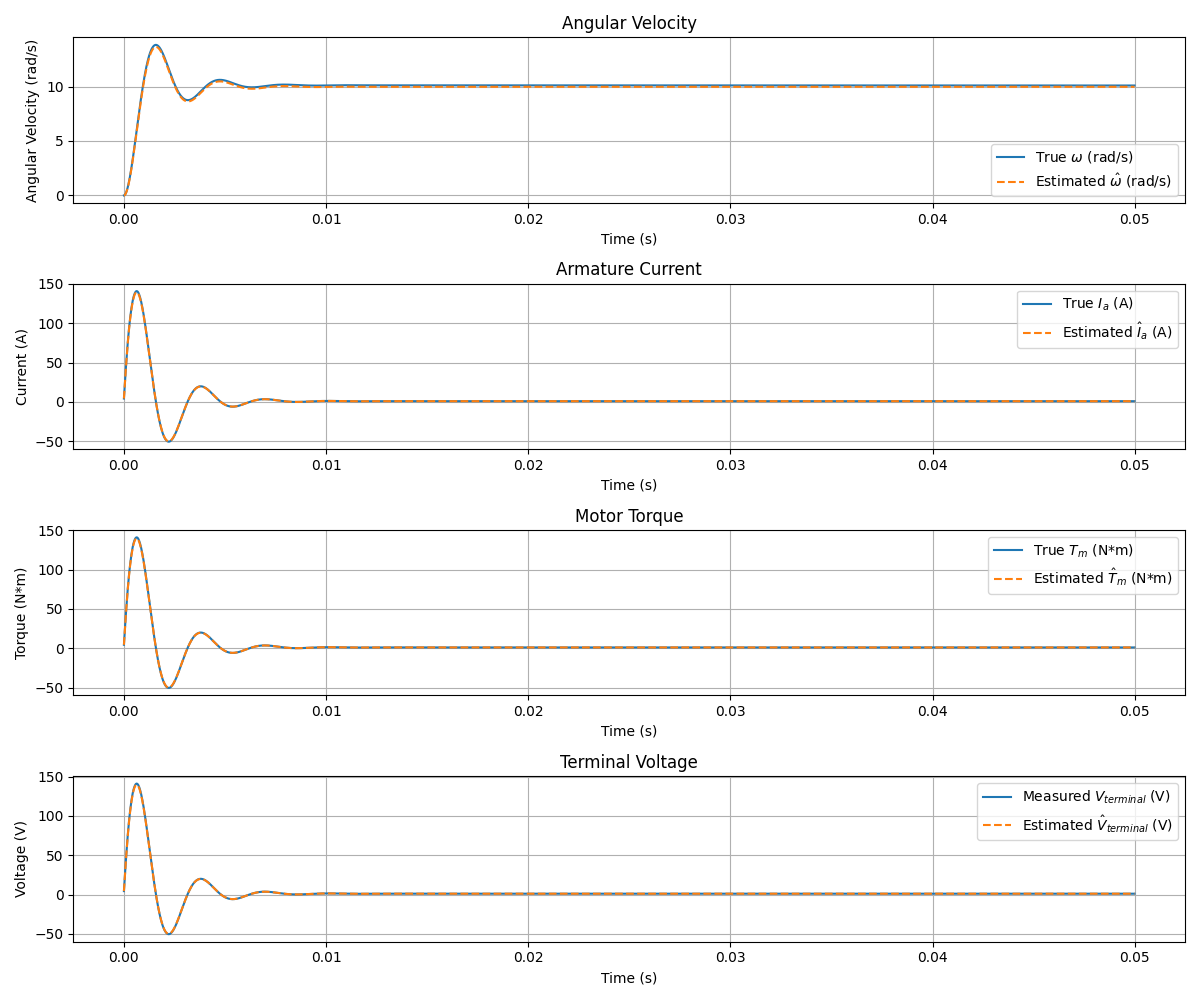 Angular Velocity
Angular Velocity (rad/s)
10
5
0
True ω (rad/s)
Estimated ω̂ (rad/s)
0.00 0.01 0.02 0.03 0.04 0.05
Time (s)
Armature Current
Current (A)
150
100
50
0
−50
True Iₐ (A)
Estimated Îₐ (A)
0.00 0.01 0.02 0.03 0.04 0.05
Time (s)
Motor Torque
Torque (N*m)
150
100
50
0
−50
True Tₘ (N*m)
Estimated T̂ₘ (N*m)
0.00 0.01 0.02 0.03 0.04 0.05
Time (s)
Terminal Voltage
Voltage (V)
150
100
50
0
−50
Measured V_terminal (V)
Estimated V̂_terminal (V)
0.00 0.01 0.02 0.03 0.04 0.05
Time (s)